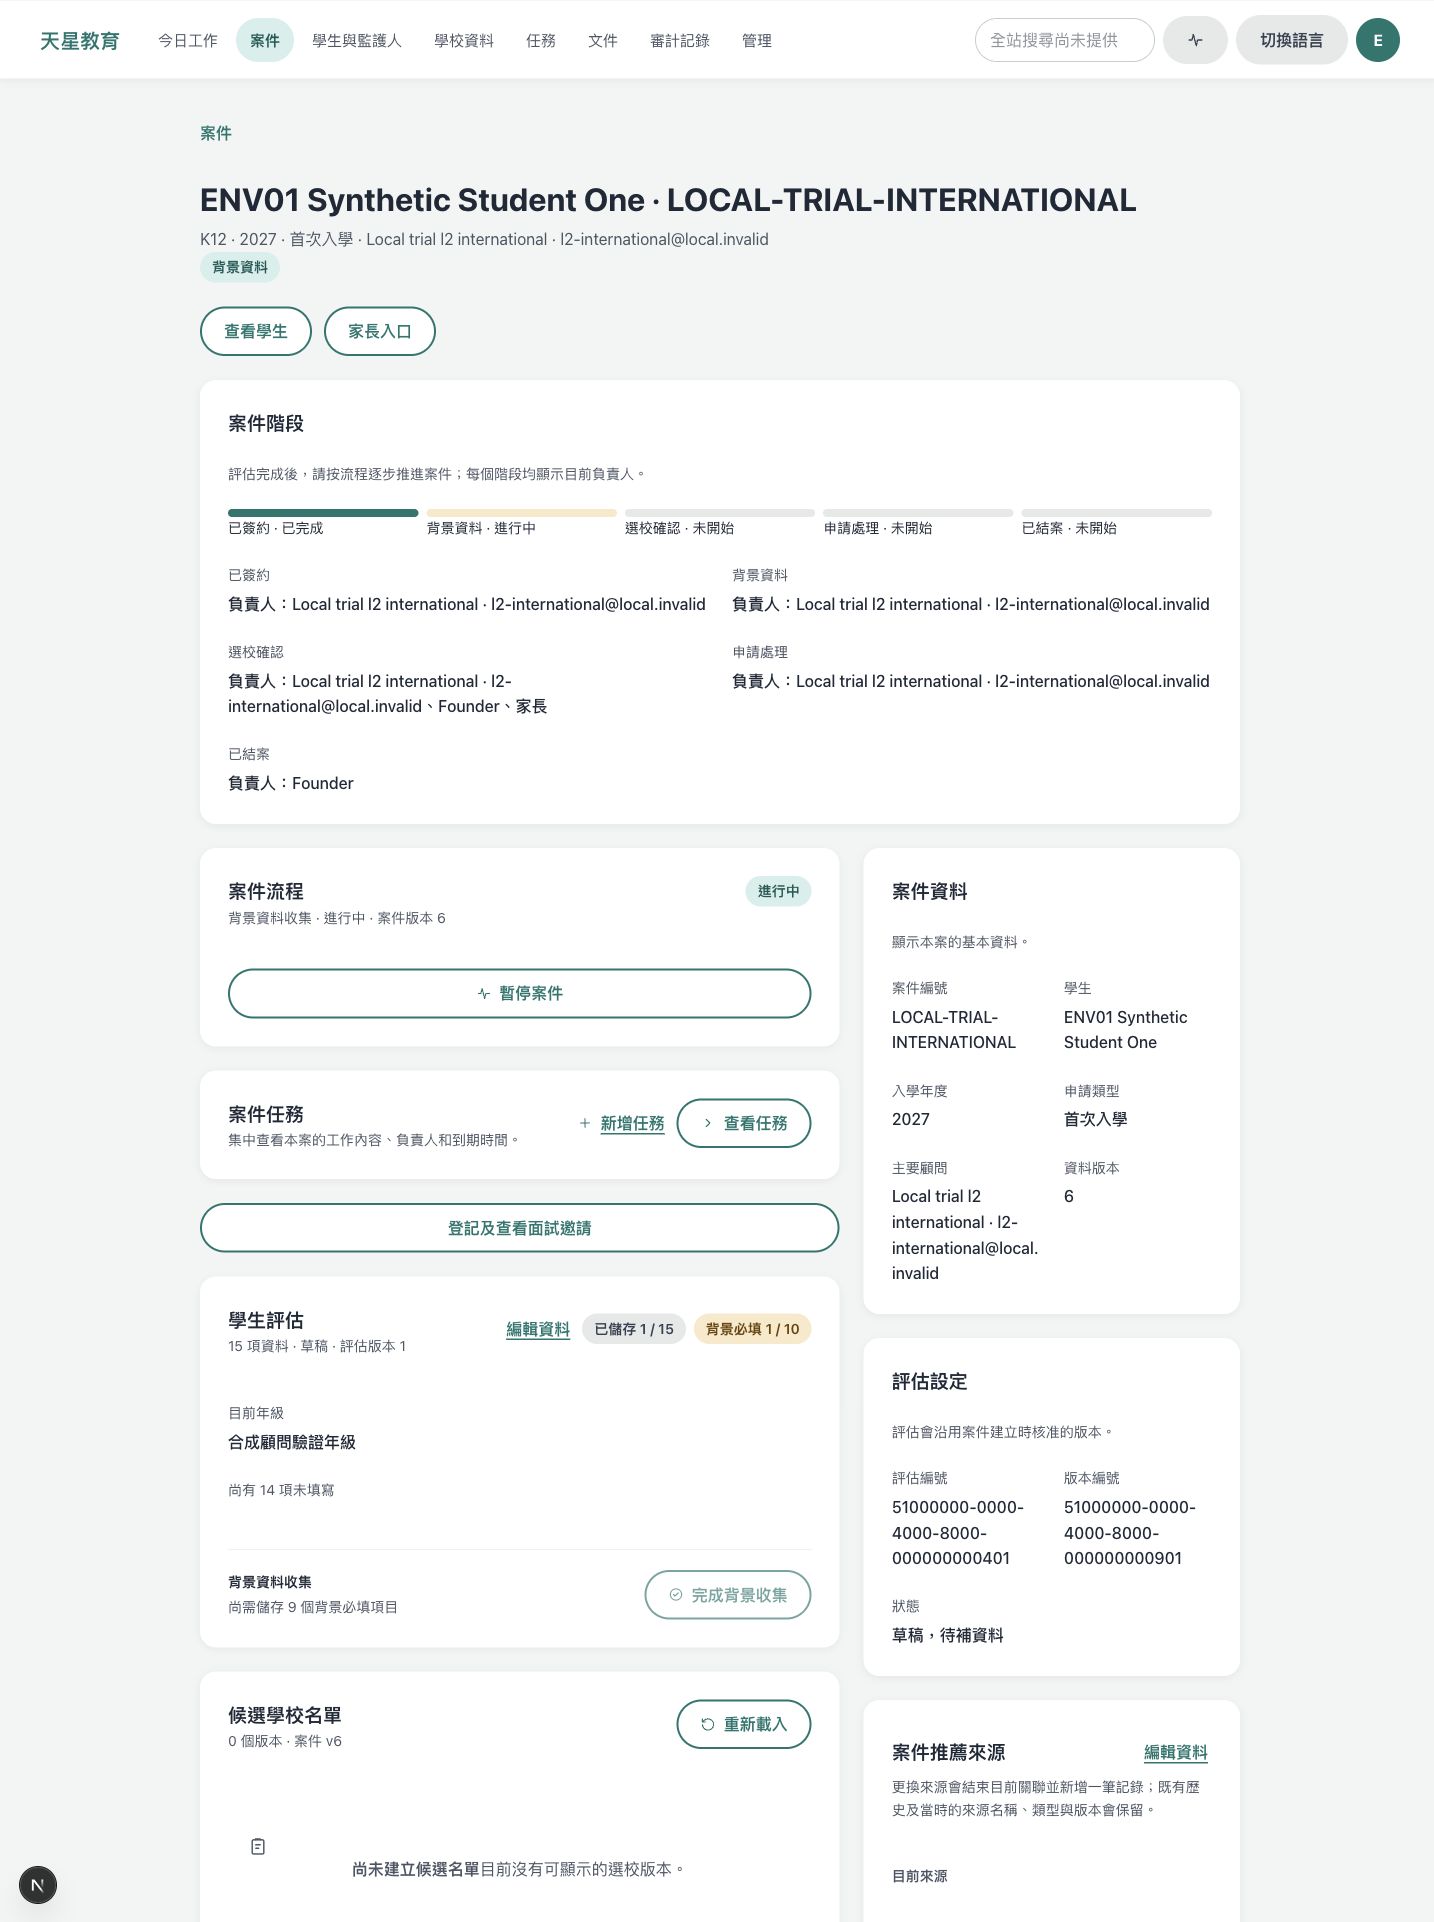 天星教育
今日工作
案件
學生與監護人
學校資料
任務
文件
審計記錄
管理
全站搜尋尚未提供
切換語言
E
案件
ENV01 Synthetic Student One · LOCAL-TRIAL-INTERNATIONAL
K12 · 2027 · 首次入學 · Local trial l2 international · l2-international@local.invalid
背景資料
查看學生
家長入口
案件階段
評估完成後，請按流程逐步推進案件；每個階段均顯示目前負責人。
已簽約 · 已完成
背景資料 · 進行中
選校確認 · 未開始
申請處理 · 未開始
已結案 · 未開始
已簽約
負責人：Local trial l2 international · l2-international@local.invalid
背景資料
負責人：Local trial l2 international · l2-international@local.invalid
選校確認
負責人：Local trial l2 international · l2-
international@local.invalid、Founder、家長
申請處理
負責人：Local trial l2 international · l2-international@local.invalid
已結案
負責人：Founder
案件流程
背景資料收集 · 進行中 · 案件版本 6
進行中
暫停案件
案件任務
集中查看本案的工作內容、負責人和到期時間。
新增任務
查看任務
登記及查看面試邀請
學生評估
15 項資料 · 草稿 · 評估版本 1
編輯資料
已儲存 1 / 15
背景必填 1 / 10
目前年級
合成顧問驗證年級
尚有 14 項未填寫
背景資料收集
尚需儲存 9 個背景必填項目
完成背景收集
候選學校名單
0 個版本 · 案件 v6
重新載入
尚未建立候選名單目前沒有可顯示的選校版本。
案件資料
顯示本案的基本資料。
案件編號
LOCAL-TRIAL-
INTERNATIONAL
學生
ENV01 Synthetic
Student One
入學年度
2027
申請類型
首次入學
主要顧問
Local trial l2
international · l2-
international@local.
invalid
資料版本
6
評估設定
評估會沿用案件建立時核准的版本。
評估編號
51000000-0000-
4000-8000-
000000000401
版本編號
51000000-0000-
4000-8000-
000000000901
狀態
草稿，待補資料
案件推薦來源
編輯資料
更換來源會結束目前關聯並新增一筆記錄；既有歷
史及當時的來源名稱、類型與版本會保留。
目前來源
N